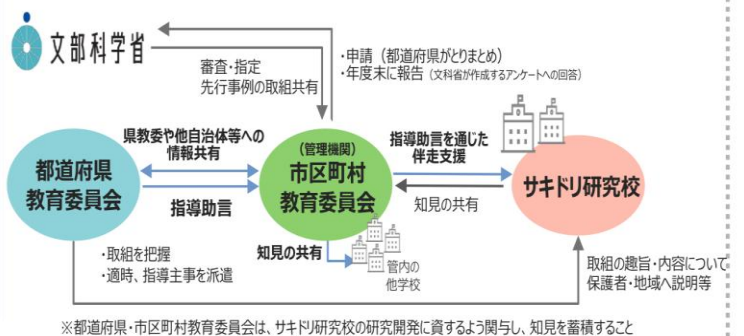 文部科学省
審査・指定
先行事例の取組共有
・申請（都道府県がとりまとめ）
・年度末に報告（文科省が作成するアンケートへの回答）
県教委や他自治体等への
情報共有
都道府県
教育委員会
指導助言
（管理機関）
市区町村
教育委員会
指導助言を通じた
伴走支援
知見の共有
サキドリ研究校
・取組を把握
・適時、指導主事を派遣
知見の共有
管内の
他学校
取組の趣旨・内容について
保護者・地域へ説明等
※都道府県・市区町村教育委員会は、サキドリ研究校の研究開発に資するよう関与し、知見を蓄積すること